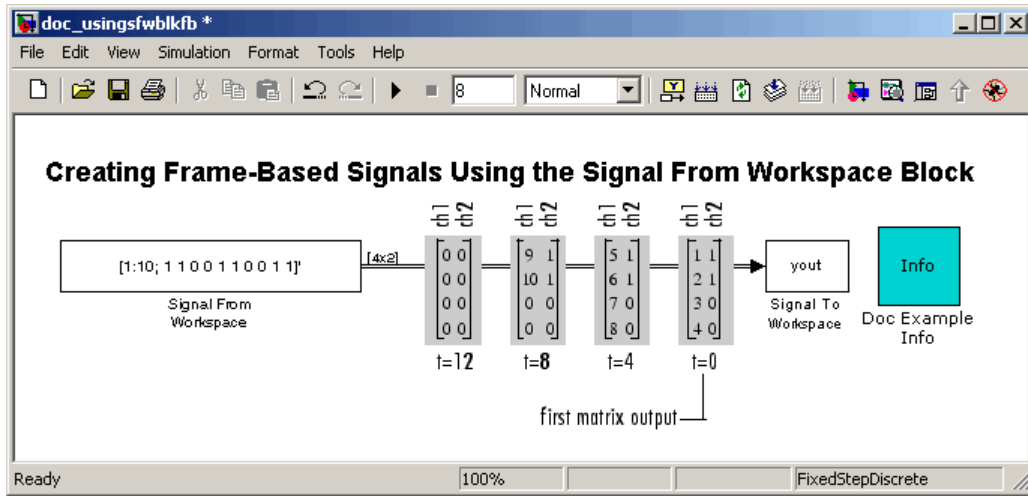 doc_usingsfwblkfb *
File Edit View Simulation Format Tools Help
8 Normal
Creating Frame-Based Signals Using the Signal From Workspace Block
ch1 ch2 ch1 ch2 ch1 ch2 ch1 ch2
[1:10; 1 1 0 0 1 1 0 0 1 1]'
[4x2]
0 0 9 1 5 1 1 1
0 0 10 1 6 1 2 1
0 0 0 0 7 0 3 0
0 0 0 0 8 0 4 0
yout
Info
Signal From
Workspace
Signal To
Workspace
Doc Example
Info
t=12 t=8 t=4 t=0
first matrix output
Ready 100% FixedStepDiscrete